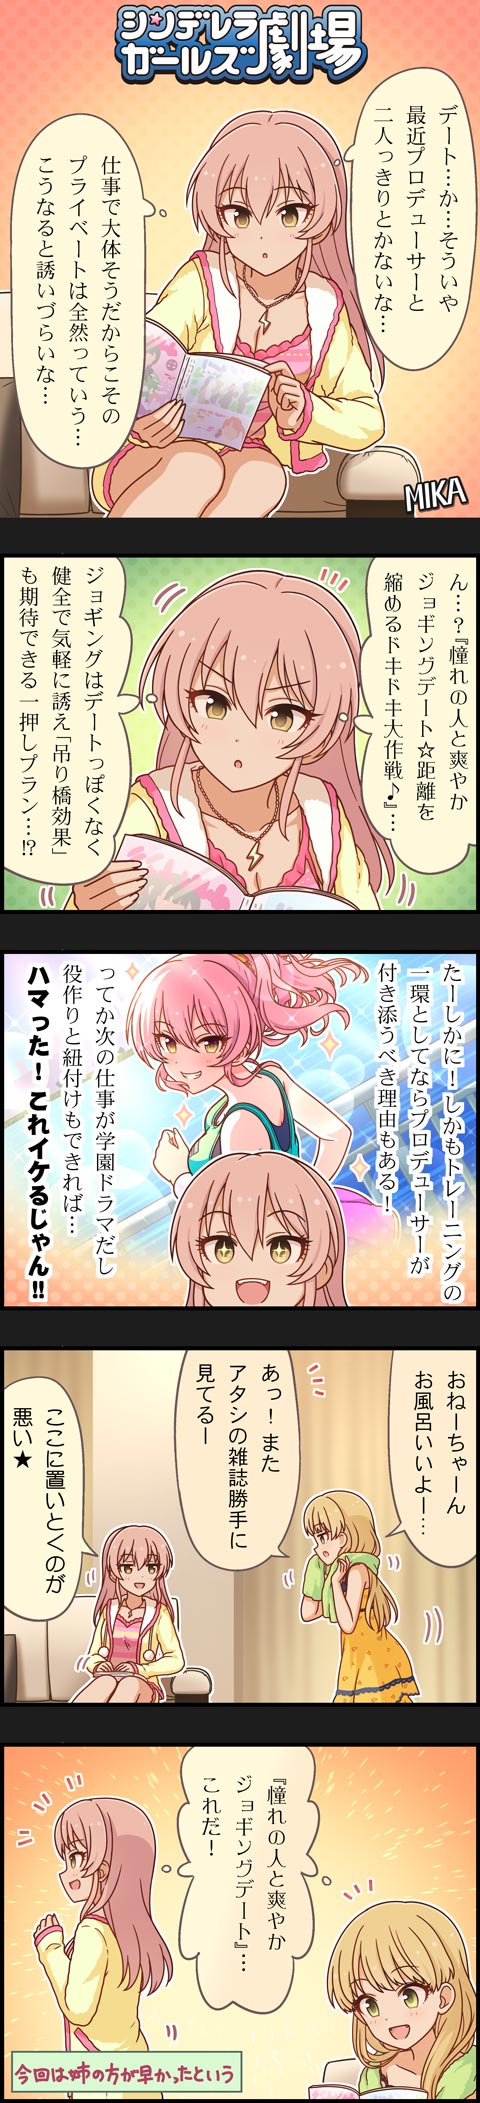 シンデレラ
ガールズ劇場
デート…か…そういや
最近プロデューサーと
二人っきりとかないな…
仕事で大体そうだからこその
プライベートは全然っていう…
こうなると誘いづらいな…
MIKA
ん…?『憧れの人と爽やか
ジョギングデート☆距離を
縮めるドキドキ大作戦♪』…
ジョギングはデートっぽくなく
健全で気軽に誘え「吊り橋効果」
も期待できる一押しプラン…!?
たーしかに!しかもトレーニングの
一環としてならプロデューサーが
付き添うべき理由もある!
ってか次の仕事が学園ドラマだし
役作りと紐付けもできれば…
ハマった!これイケるじゃん!!
おねーちゃーん
お風呂いいよー…
あっ!また
アタシの雑誌勝手に
見てるー
ここに置いとくのが
悪い★
『憧れの人と爽やか
ジョギングデート』…
これだ!
今回は姉の方が早かったという